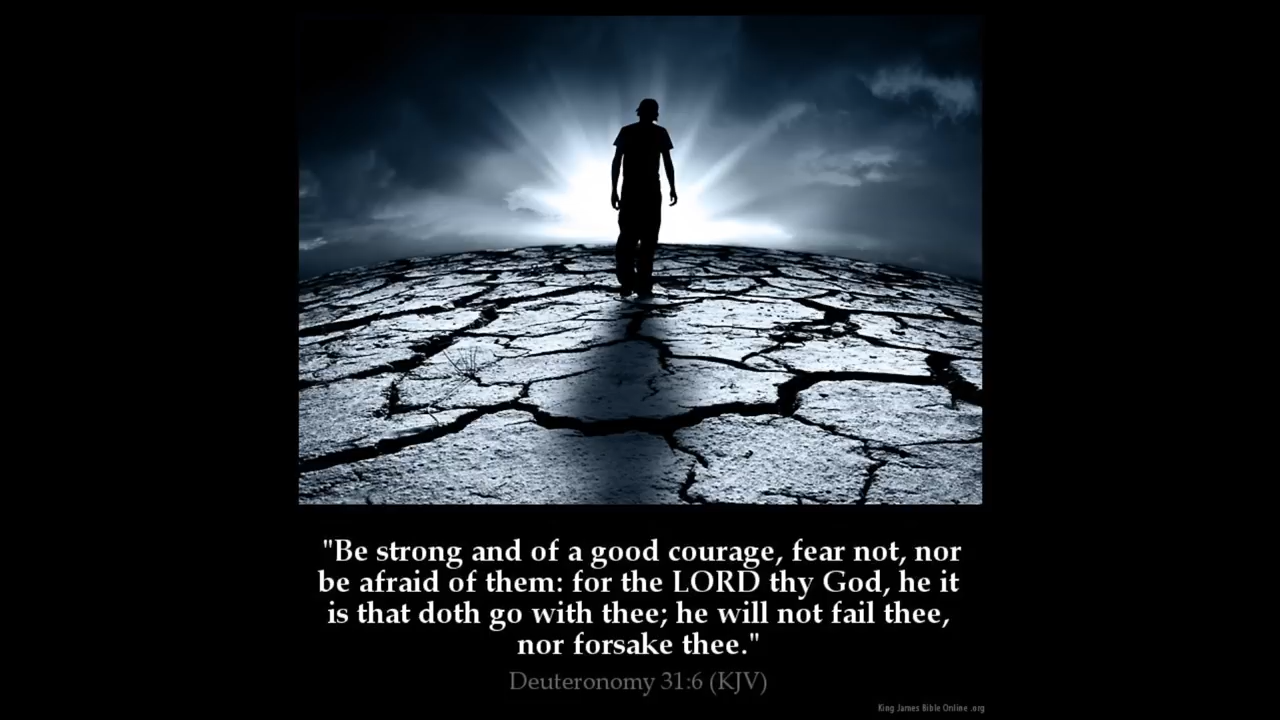 "Be strong and of a good courage, fear not, nor
be afraid of them: for the LORD thy God, he it
is that doth go with thee; he will not fail thee,
nor forsake thee."
Deuteronomy 31:6 (KJV)
King James Bible Online .org